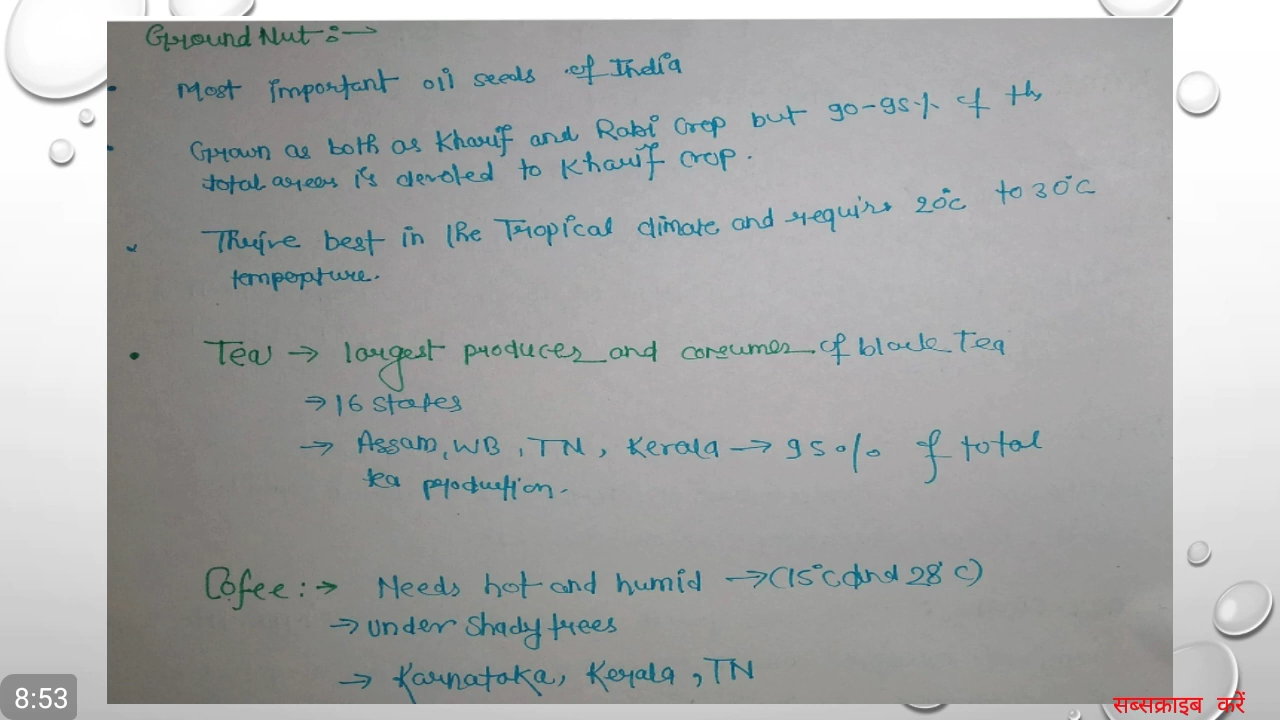 Ground Nut :→
• Most important oil seeds of India
• Grown as both as Kharif and Rabi Crop but 90-95% of the
total areas is devoted to Kharif crop.
Thrive best in the Tropical climate and require 20°C to 30°C
temperature.
• Tea → largest produces and consumes of black Tea
→ 16 states
→ Assam, WB, TN, Kerala → 95% of total
tea production.
Cofee :→ Needs hot and humid → (15°C and 28°C)
→ under shady trees
→ Karnataka, Kerala, TN
8:53
सब्सक्राइब करें